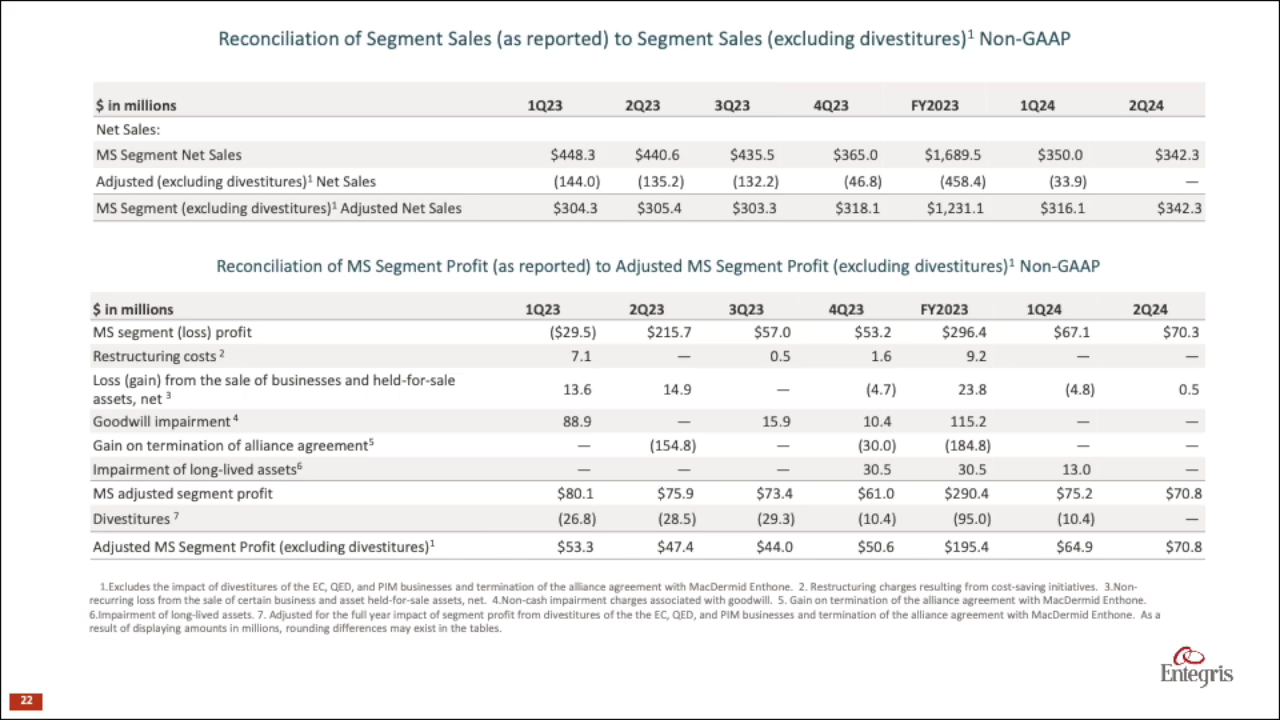 Reconciliation of Segment Sales (as reported) to Segment Sales (excluding divestitures)¹ Non-GAAP
$ in millions 1Q23 2Q23 3Q23 4Q23 FY2023 1Q24 2Q24
Net Sales:
MS Segment Net Sales $448.3 $440.6 $435.5 $365.0 $1,689.5 $350.0 $342.3
Adjusted (excluding divestitures)¹ Net Sales (144.0) (135.2) (132.2) (46.8) (458.4) (33.9) —
MS Segment (excluding divestitures)¹ Adjusted Net Sales $304.3 $305.4 $303.3 $318.1 $1,231.1 $316.1 $342.3
Reconciliation of MS Segment Profit (as reported) to Adjusted MS Segment Profit (excluding divestitures)¹ Non-GAAP
$ in millions 1Q23 2Q23 3Q23 4Q23 FY2023 1Q24 2Q24
MS segment (loss) profit ($29.5) $215.7 $57.0 $53.2 $296.4 $67.1 $70.3
Restructuring costs ² 7.1 — 0.5 1.6 9.2 — —
Loss (gain) from the sale of businesses and held-for-sale
assets, net ³ 13.6 14.9 — (4.7) 23.8 (4.8) 0.5
Goodwill impairment ⁴ 88.9 — 15.9 10.4 115.2 — —
Gain on termination of alliance agreement⁵ — (154.8) — (30.0) (184.8) — —
Impairment of long-lived assets⁶ — — — 30.5 30.5 13.0 —
MS adjusted segment profit $80.1 $75.9 $73.4 $61.0 $290.4 $75.2 $70.8
Divestitures ⁷ (26.8) (28.5) (29.3) (10.4) (95.0) (10.4) —
Adjusted MS Segment Profit (excluding divestitures)¹ $53.3 $47.4 $44.0 $50.6 $195.4 $64.9 $70.8
1.Excludes the impact of divestitures of the EC, QED, and PIM businesses and termination of the alliance agreement with MacDermid Enthone. 2. Restructuring charges resulting from cost-saving initiatives. 3.Non-
recurring loss from the sale of certain business and asset held-for-sale assets, net. 4.Non-cash impairment charges associated with goodwill. 5. Gain on termination of the alliance agreement with MacDermid Enthone.
6.Impairment of long-lived assets. 7. Adjusted for the full year impact of segment profit from divestitures of the the EC, QED, and PIM businesses and termination of the alliance agreement with MacDermid Enthone. As a
result of displaying amounts in millions, rounding differences may exist in the tables.
Entegris
22